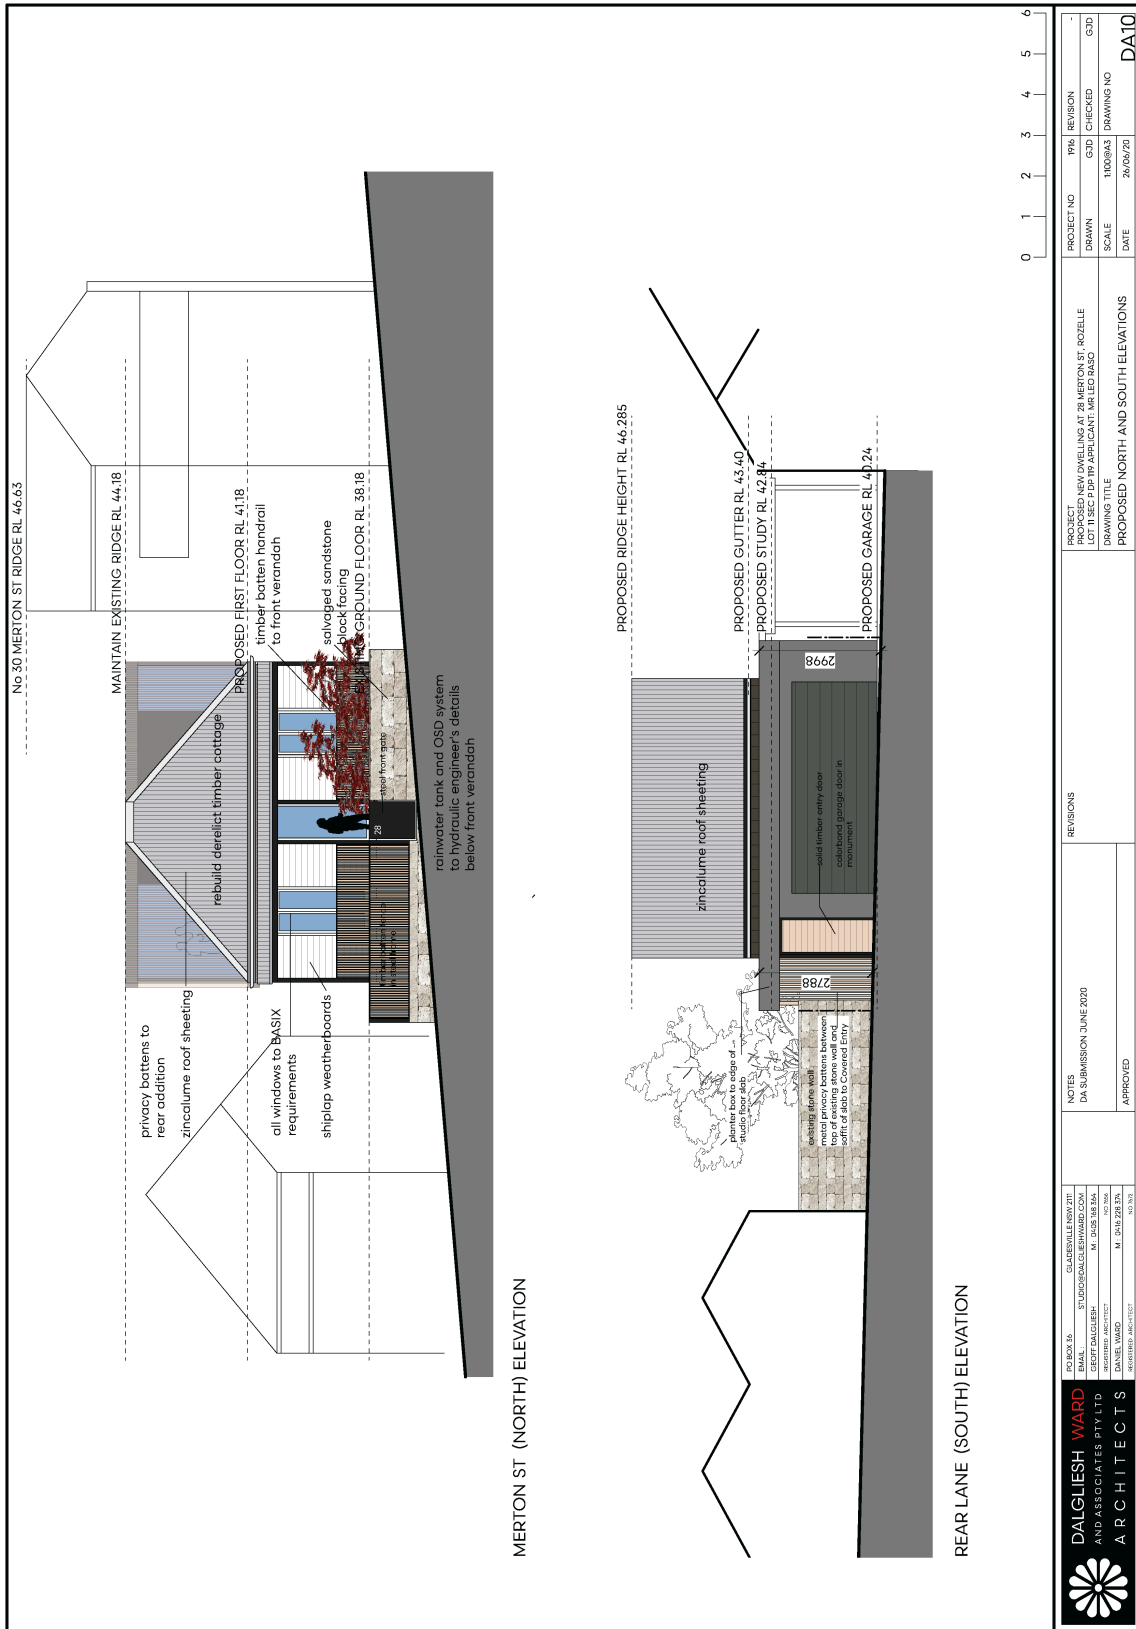 No 30 MERTON ST RIDGE RL 46.63
MAINTAIN EXISTING RIDGE RL 44.18
PROPOSED FIRST FLOOR RL 41.18
timber batten handrail
to front verandah
salvaged sandstone
block facing
GROUND FLOOR RL 38.18
rebuild derelict timber cottage
steel front gate
28
privacy battens to
rear addition
zincalume roof sheeting
all windows to BASIX
requirements
shiplap weatherboards
rainwater tank and OSD system
to hydraulic engineer's details
below front verandah
MERTON ST (NORTH) ELEVATION
PROPOSED RIDGE HEIGHT RL 46.285
PROPOSED GUTTER RL 43.40
PROPOSED STUDY RL 42.84
PROPOSED GARAGE RL 40.24
zincalume roof sheeting
2998
solid timber entry door
colorbond garage door in
monument
2788
planter box to edge of
studio floor slab
existing stone wall
metal privacy battens between
top of existing stone wall and
soffit of slab to Covered Entry
REAR LANE (SOUTH) ELEVATION
0 1 2 3 4 5 6
DALGLIESH WARD
AND ASSOCIATES PTY LTD
ARCHITECTS
PO BOX 36 GLADESVILLE NSW 2111
EMAIL: STUDIO@DALGLIESHWARD.COM
GEOFF DALGLIESH M: 0405 168 364
REGISTERED ARCHITECT
DANIEL WARD M: 0416 228 374
REGISTERED ARCHITECT
NOTES
DA SUBMISSION JUNE 2020
APPROVED
REVISIONS
PROJECT
PROPOSED NEW DWELLING AT 28 MERTON ST, ROZELLE
LOT 11 SEC P DP 119 APPLICANT: MR LEO RASO
DRAWING TITLE
PROPOSED NORTH AND SOUTH ELEVATIONS
PROJECT NO 1916
REVISION -
DRAWN GJD
CHECKED GJD
SCALE 1:100@A3
DRAWING NO
DATE 26/06/20
DA10